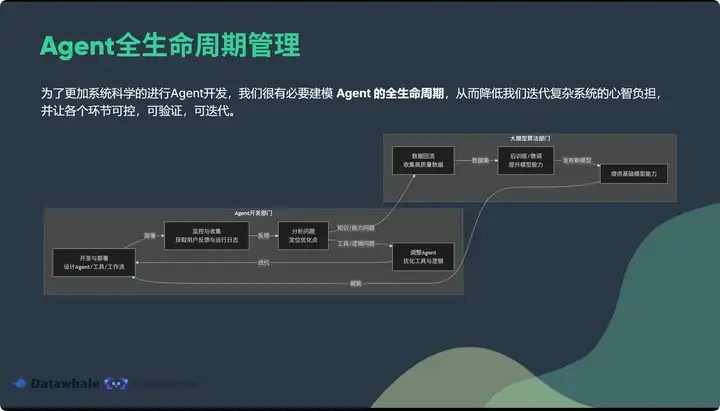 Agent全生命周期管理
为了更加系统科学的进行Agent开发，我们很有必要建模 Agent 的全生命周期，从而降低我们迭代复杂系统的心智负担，
并让各个环节可控，可验证，可迭代。
大模型算法部门
数据回流
收集高质量数据
数据集
后训练/微调
提升模型能力
发布新模型
提供基础模型能力
Agent开发部门
部署
监控与收集
获取用户反馈与运行日志
反馈
分析问题
定位优化点
知识/能力问题
工具/逻辑问题
调整Agent
优化工具与逻辑
开发与部署
设计Agent/工具/工作流
迭代
赋能
Datawhale